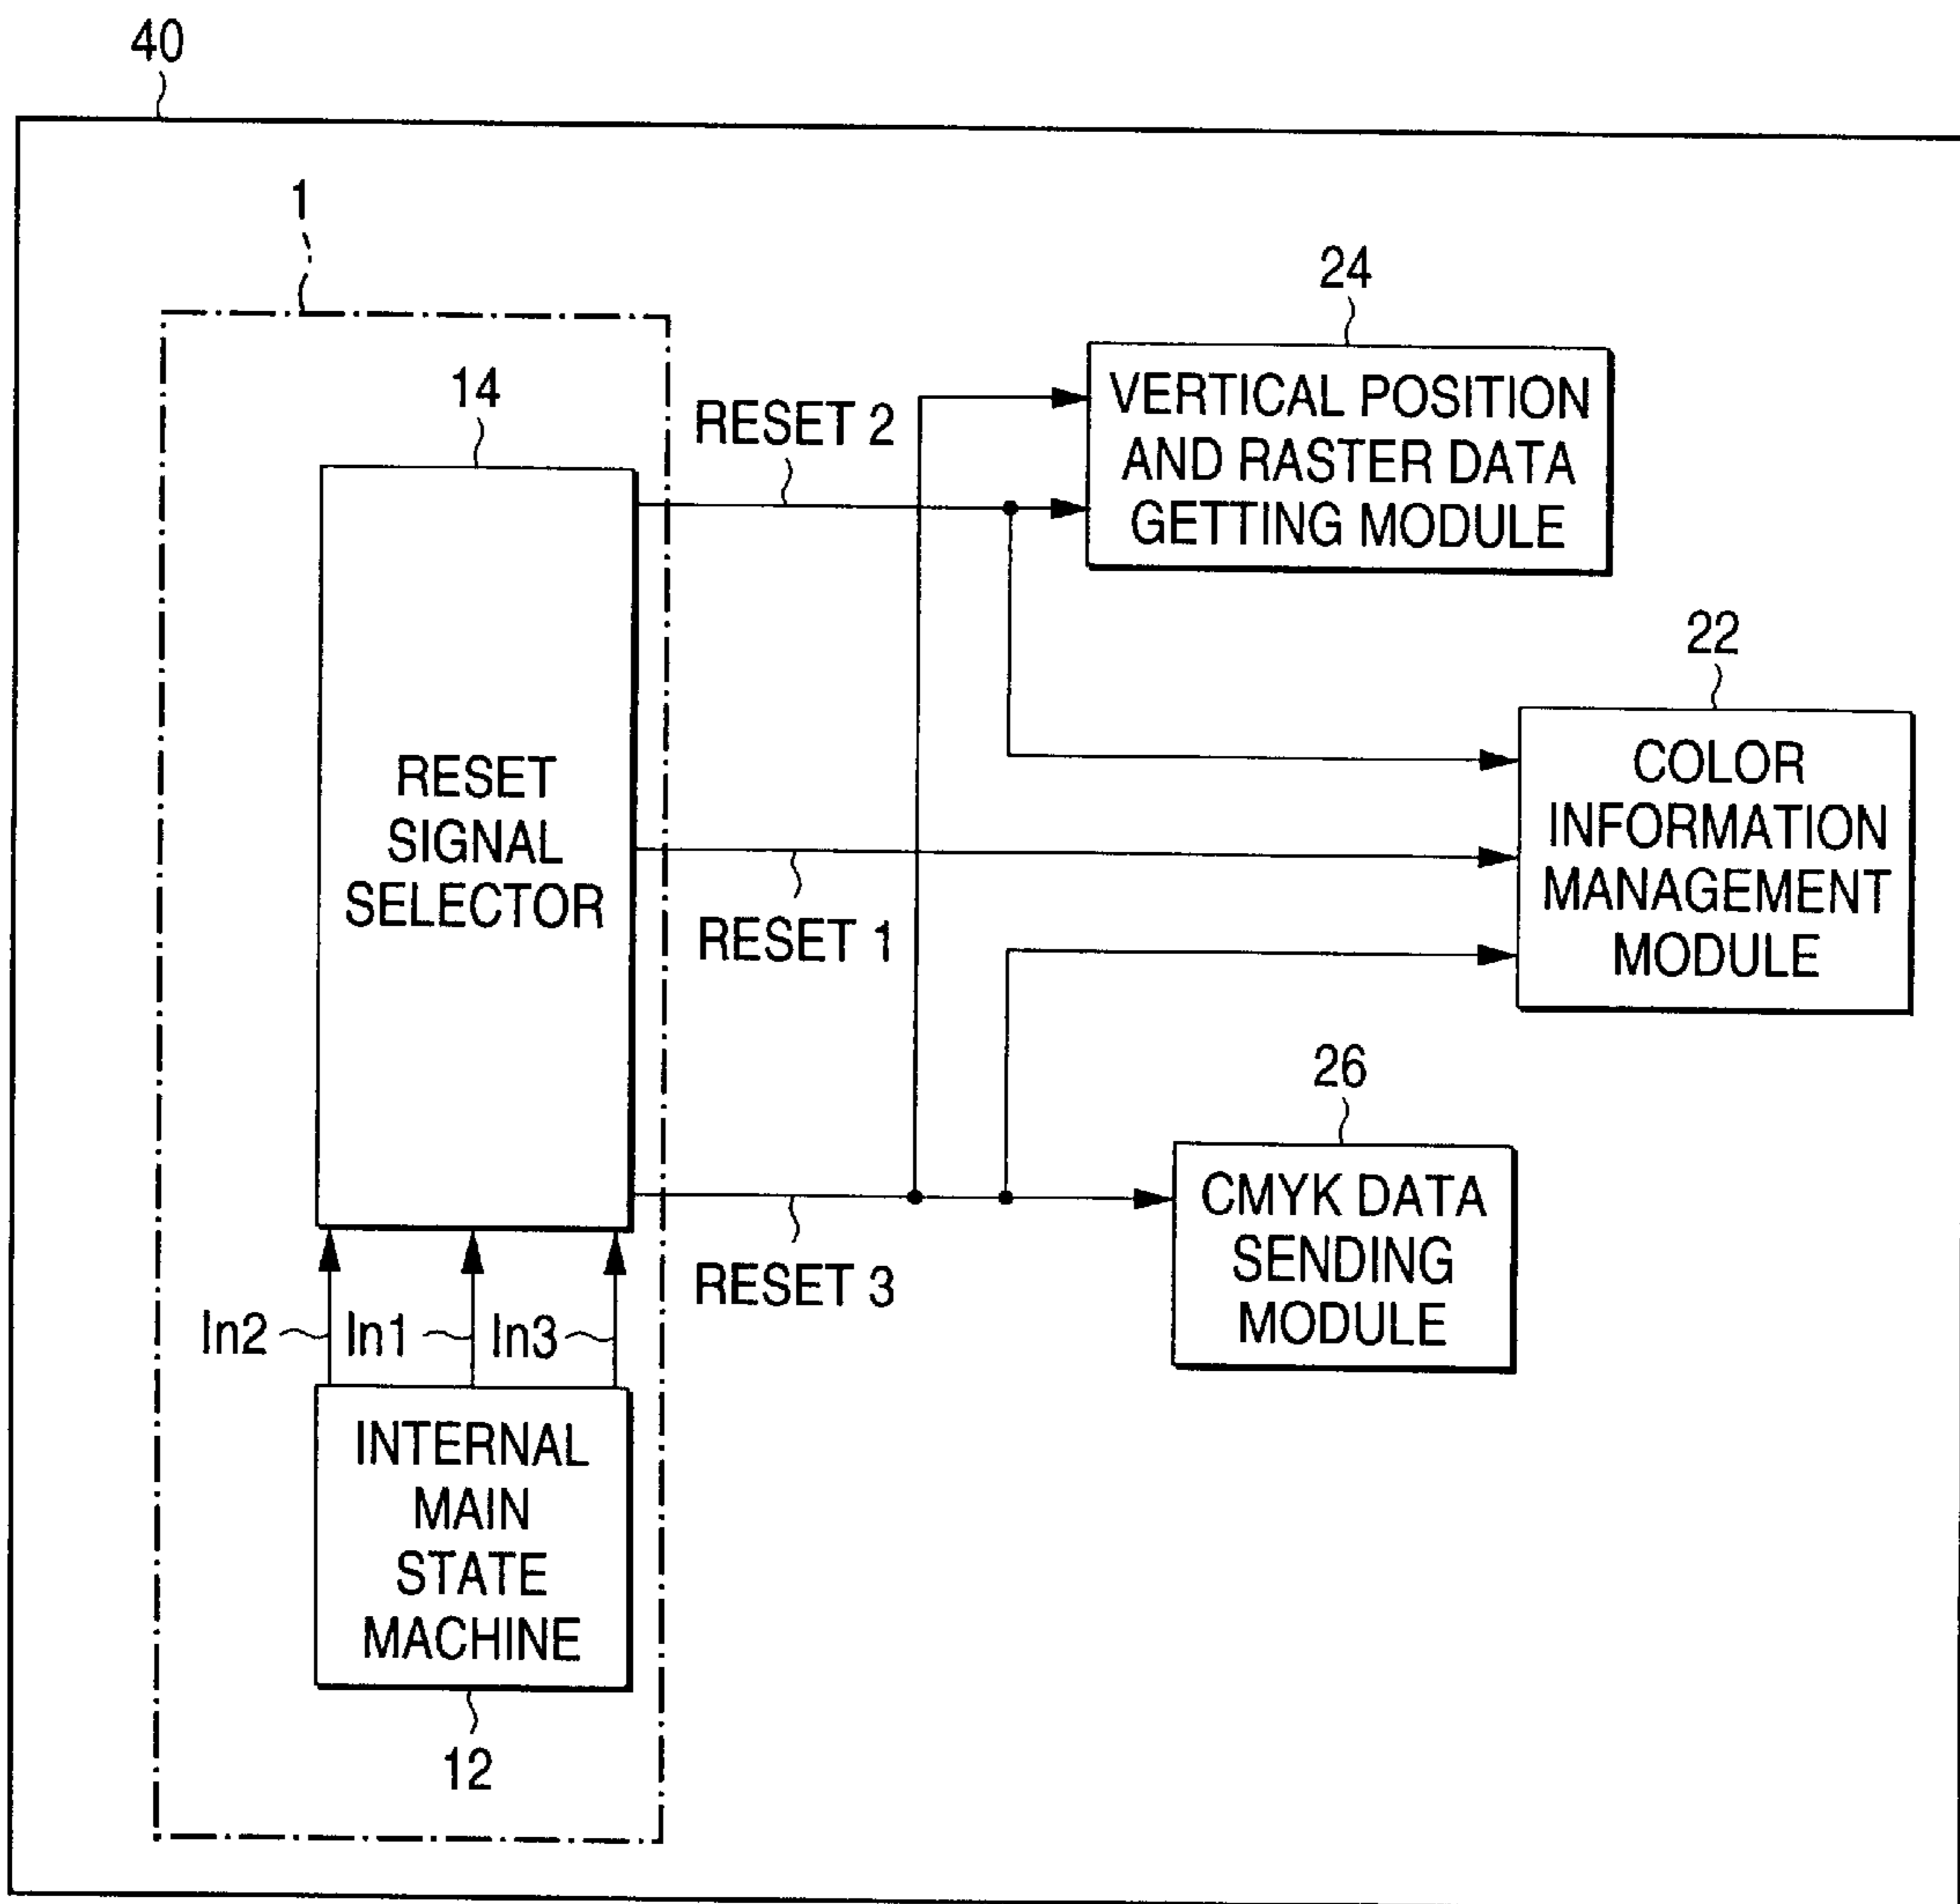 40
1
24
VERTICAL POSITION
AND RASTER DATA
GETTING MODULE
14
RESET 2
RESET
SIGNAL
SELECTOR
22
COLOR
INFORMATION
MANAGEMENT
MODULE
RESET 1
26
CMYK DATA
SENDING
MODULE
RESET 3
In2
In1
In3
INTERNAL
MAIN
STATE
MACHINE
12